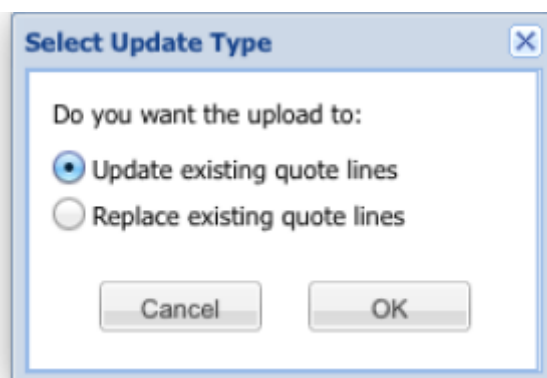 Select Update Type
Do you want the upload to:
Update existing quote lines
Replace existing quote lines
Cancel OK